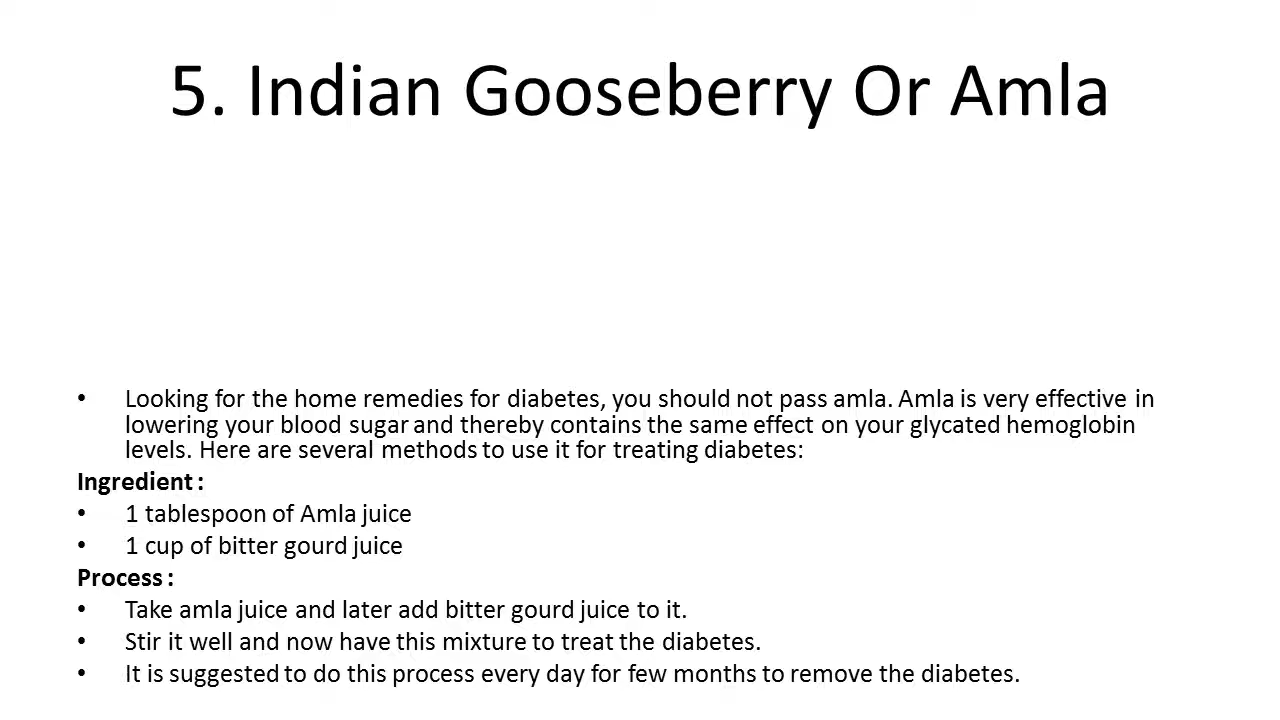 5. Indian Gooseberry Or Amla
• Looking for the home remedies for diabetes, you should not pass amla. Amla is very effective in
lowering your blood sugar and thereby contains the same effect on your glycated hemoglobin
levels. Here are several methods to use it for treating diabetes:
Ingredient :
• 1 tablespoon of Amla juice
• 1 cup of bitter gourd juice
Process :
• Take amla juice and later add bitter gourd juice to it.
• Stir it well and now have this mixture to treat the diabetes.
• It is suggested to do this process every day for few months to remove the diabetes.